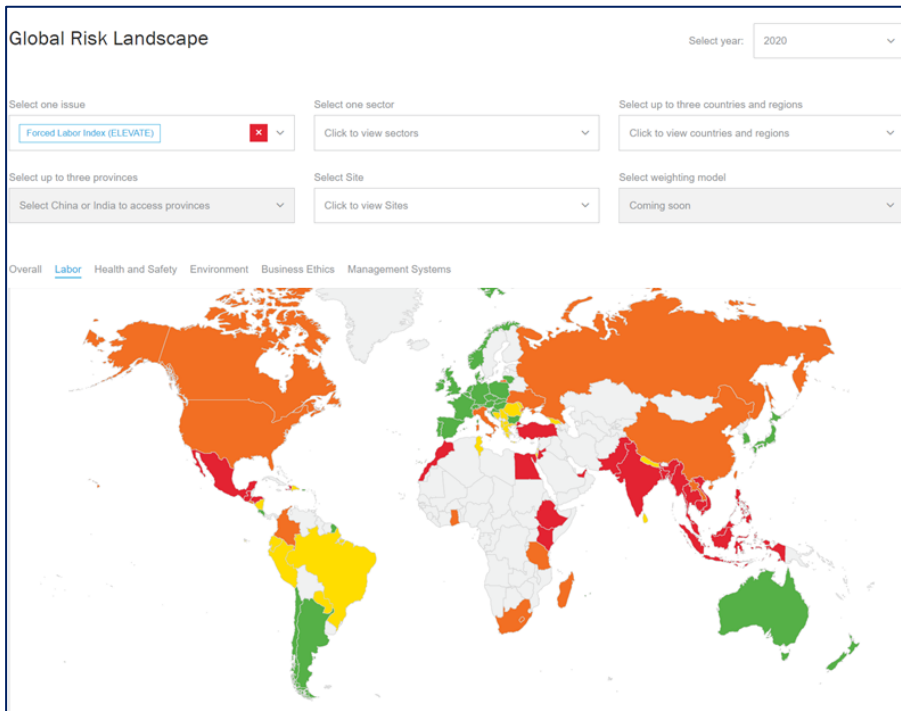 Global Risk Landscape
Select year:
2020
Select one issue
Select one sector
Select up to three countries and regions
Forced Labor Index (ELEVATE)
Click to view sectors
Click to view countries and regions
Select up to three provinces
Select Site
Select weighting model
Select China or India to access provinces
Click to view Sites
Coming soon
Overall Labor Health and Safety Environment Business Ethics Management Systems